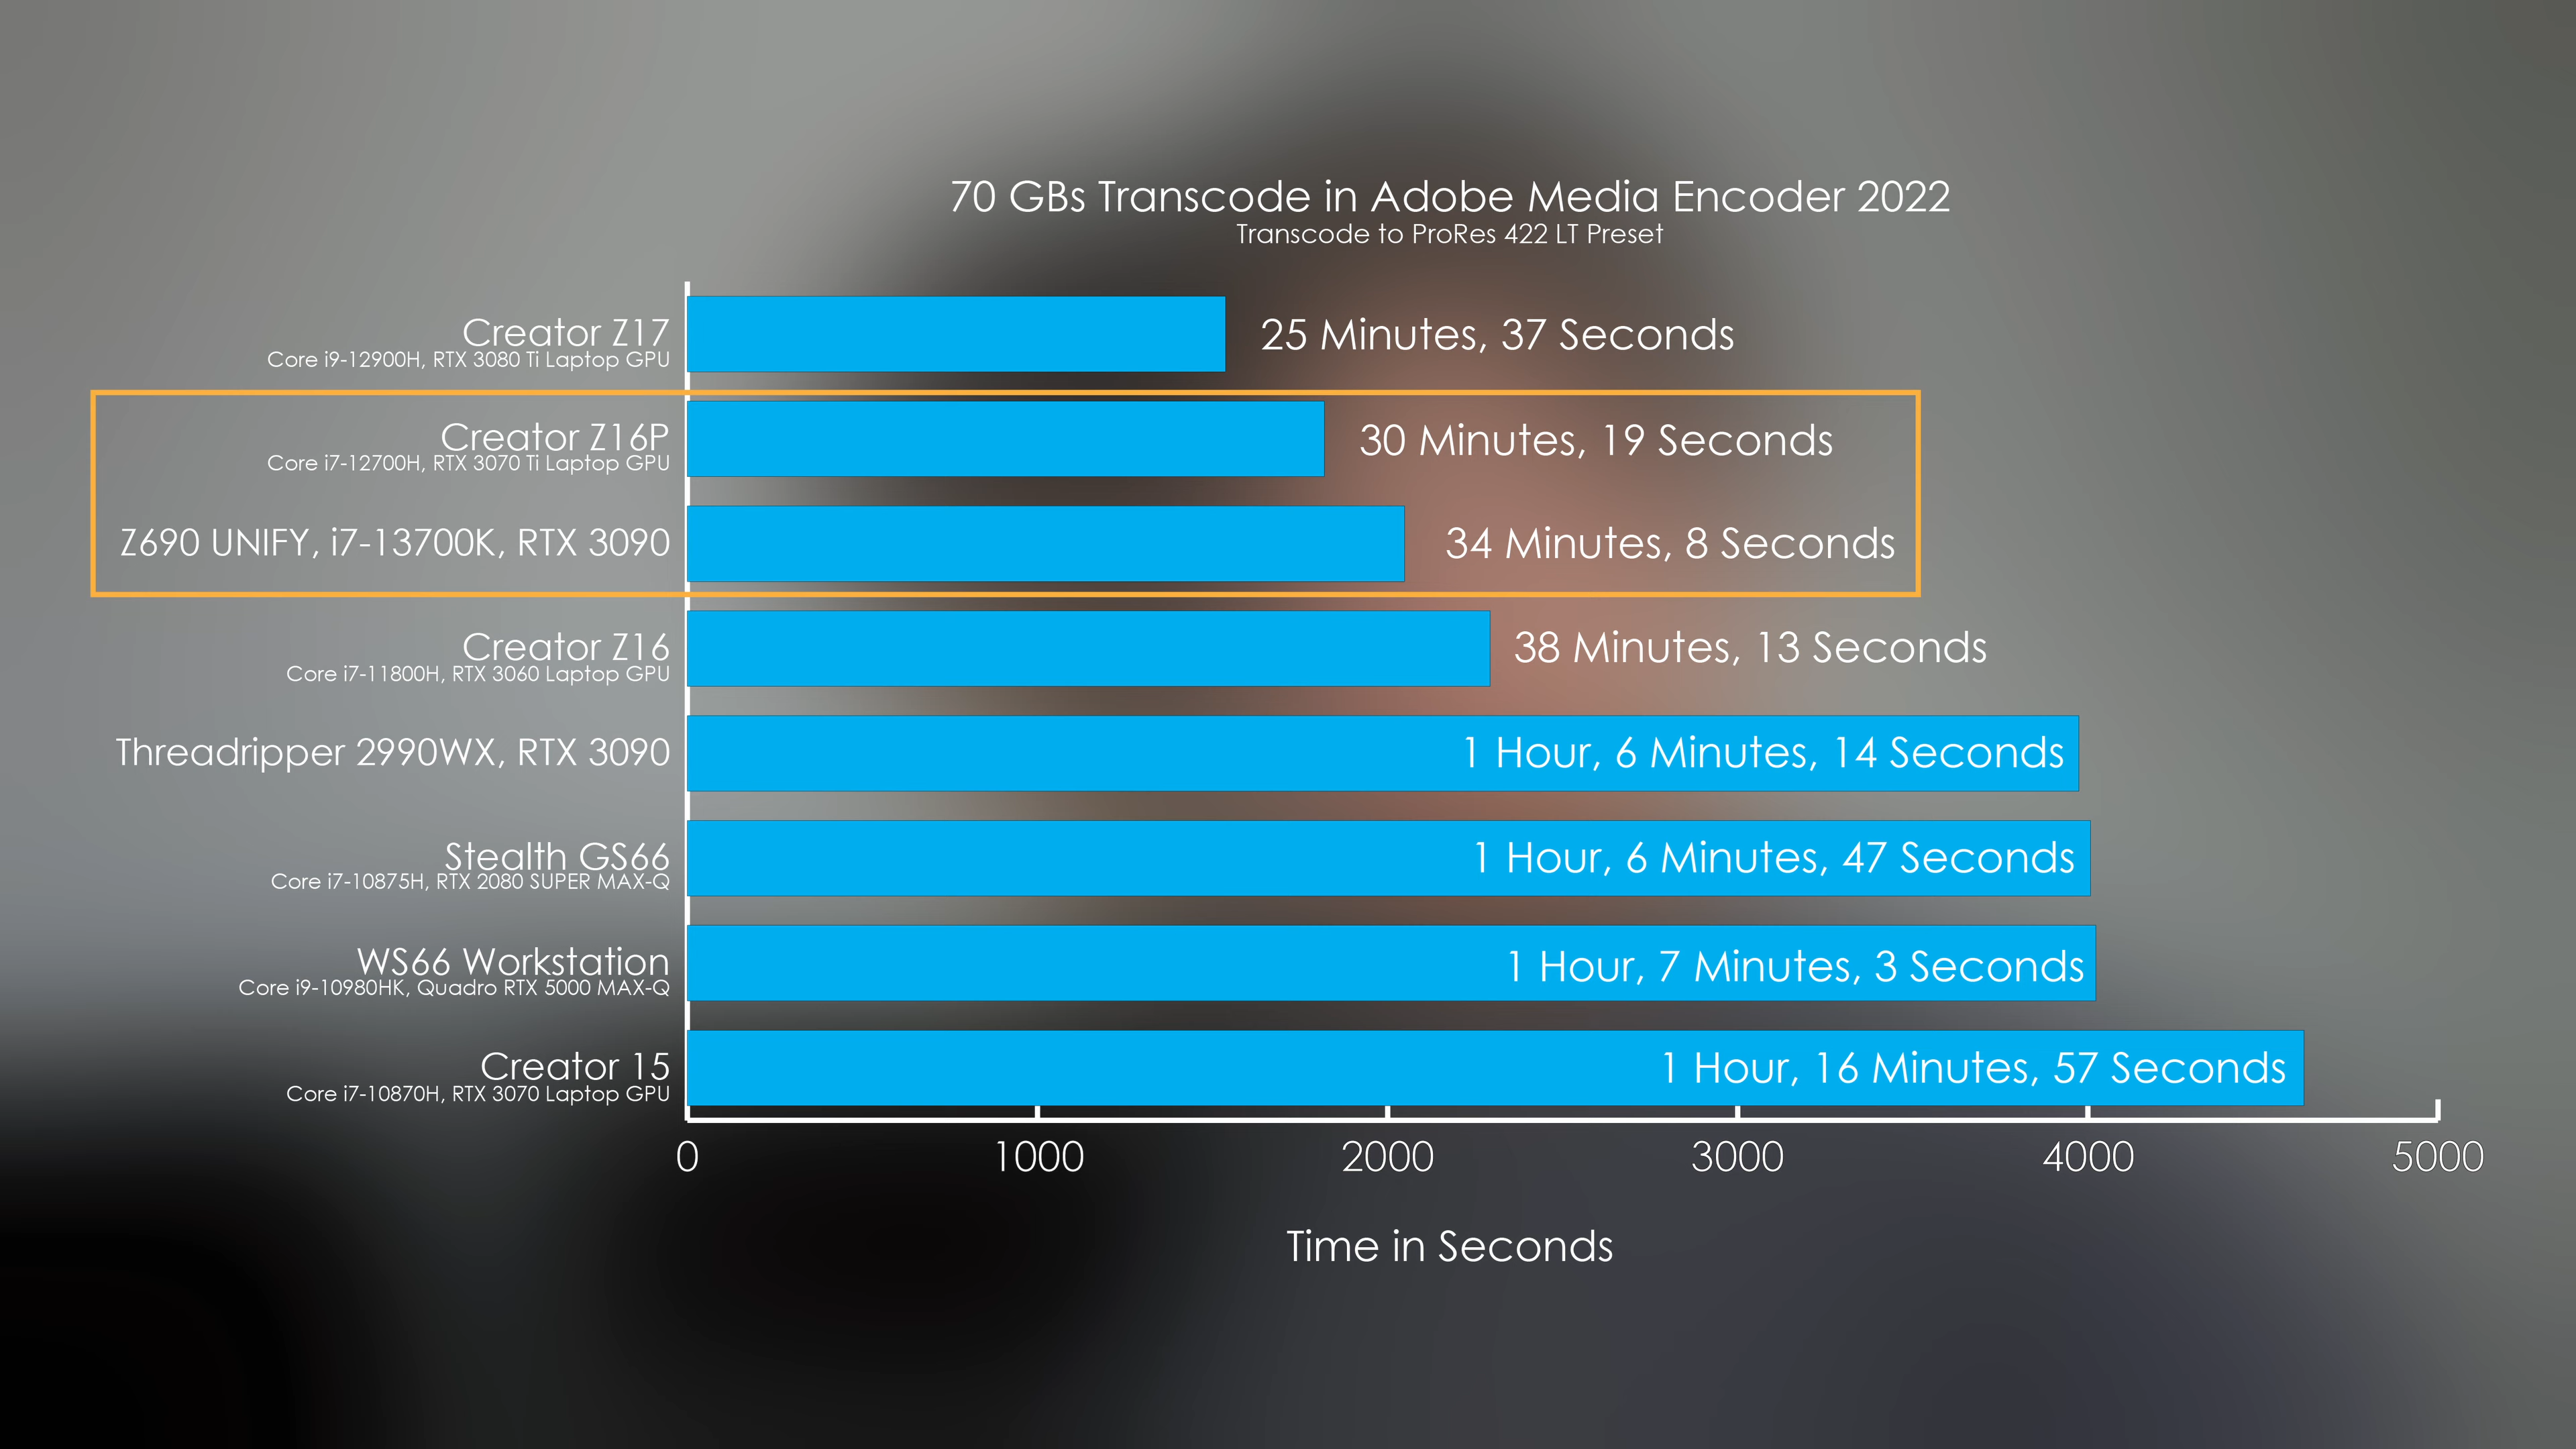 70 GBs Transcode in Adobe Media Encoder 2022
Transcode to ProRes 422 LT Preset
Creator Z17
Core i9-12900H, RTX 3080 Ti Laptop GPU
25 Minutes, 37 Seconds
Creator Z16P
Core i7-12700H, RTX 3070 Ti Laptop GPU
30 Minutes, 19 Seconds
Z690 UNIFY, i7-13700K, RTX 3090
34 Minutes, 8 Seconds
Creator Z16
Core i7-11800H, RTX 3060 Laptop GPU
38 Minutes, 13 Seconds
Threadripper 2990WX, RTX 3090
1 Hour, 6 Minutes, 14 Seconds
Stealth GS66
Core i7-10875H, RTX 2080 SUPER MAX-Q
1 Hour, 6 Minutes, 47 Seconds
WS66 Workstation
Core i9-10980HK, Quadro RTX 5000 MAX-Q
1 Hour, 7 Minutes, 3 Seconds
Creator 15
Core i7-10870H, RTX 3070 Laptop GPU
1 Hour, 16 Minutes, 57 Seconds
0 1000 2000 3000 4000 5000
Time in Seconds